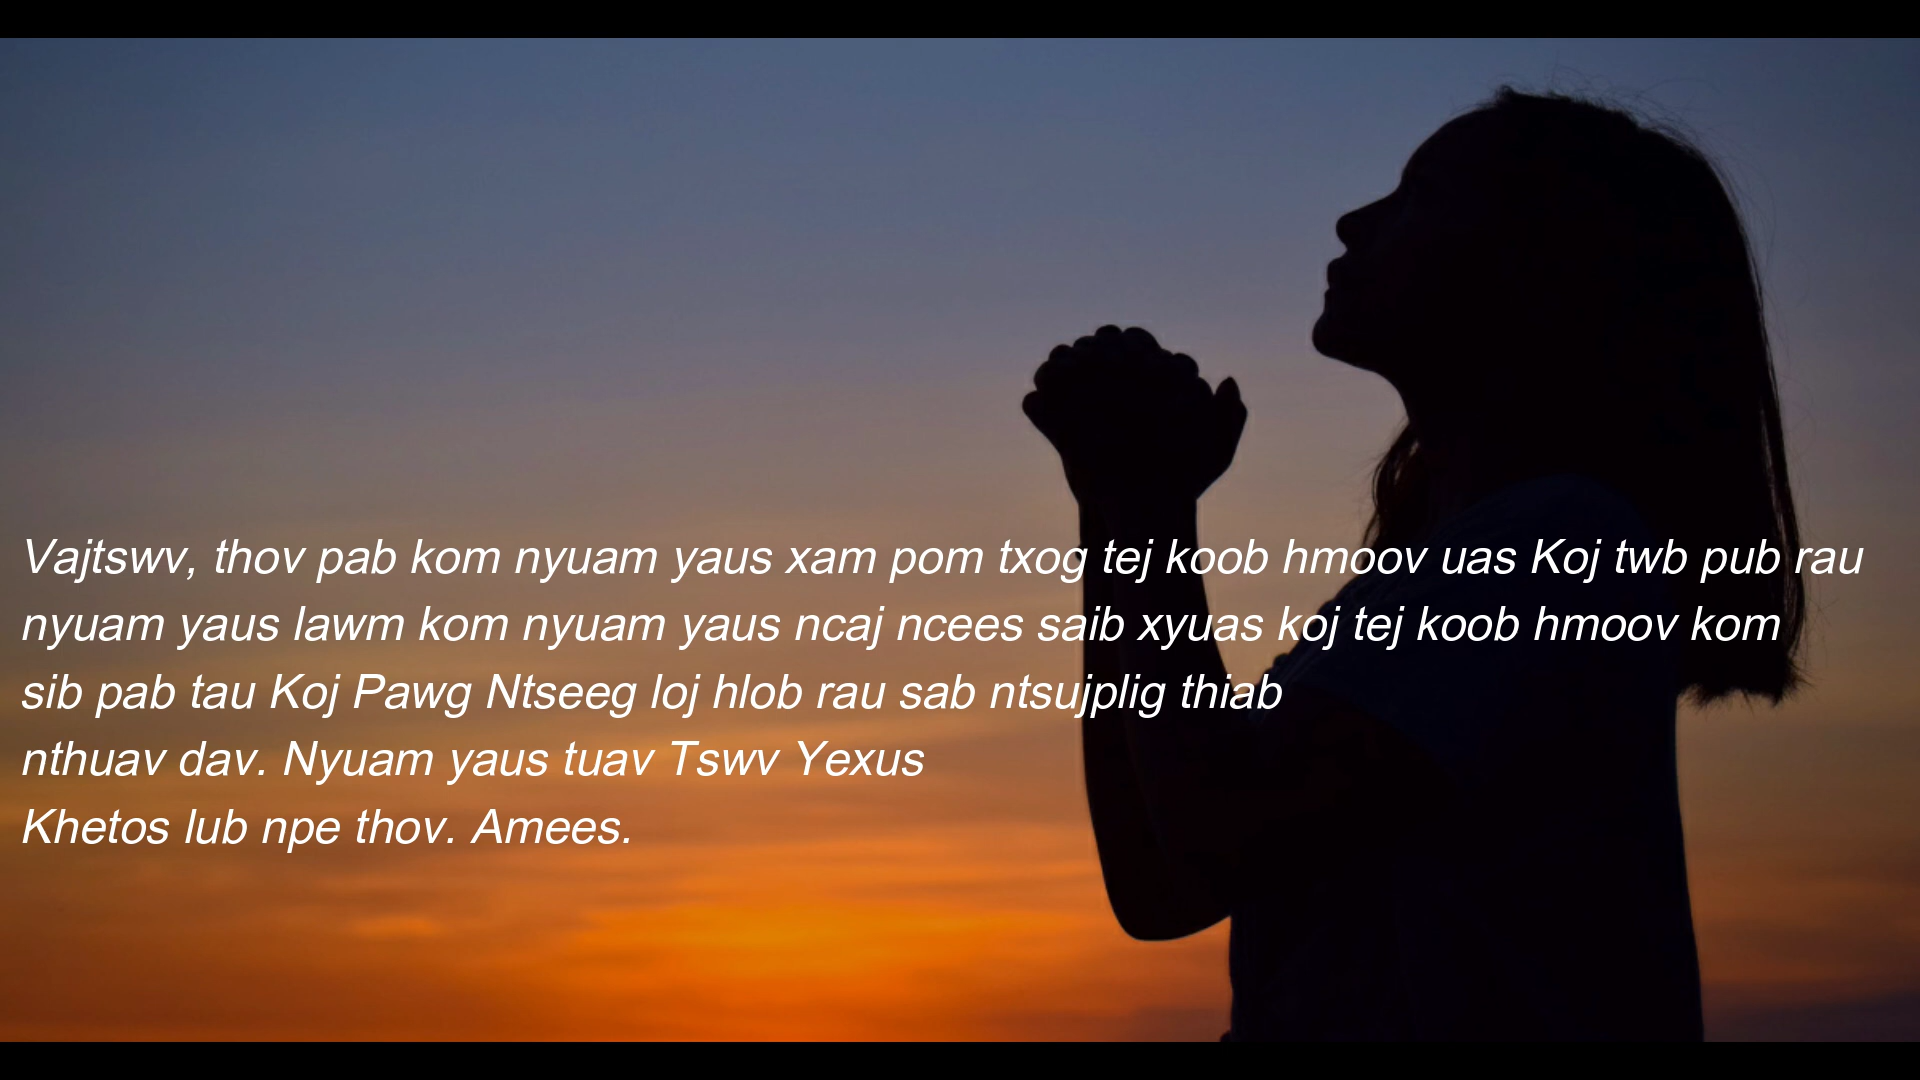 Vajtswv, thov pab kom nyuam yaus xam pom txog tej koob hmoov uas Koj twb pub rau
nyuam yaus lawm kom nyuam yaus ncaj ncees saib xyuas koj tej koob hmoov kom
sib pab tau Koj Pawg Ntseeg loj hlob rau sab ntsujplig thiab
nthuav dav. Nyuam yaus tuav Tswv Yexus
Khetos lub npe thov. Amees.